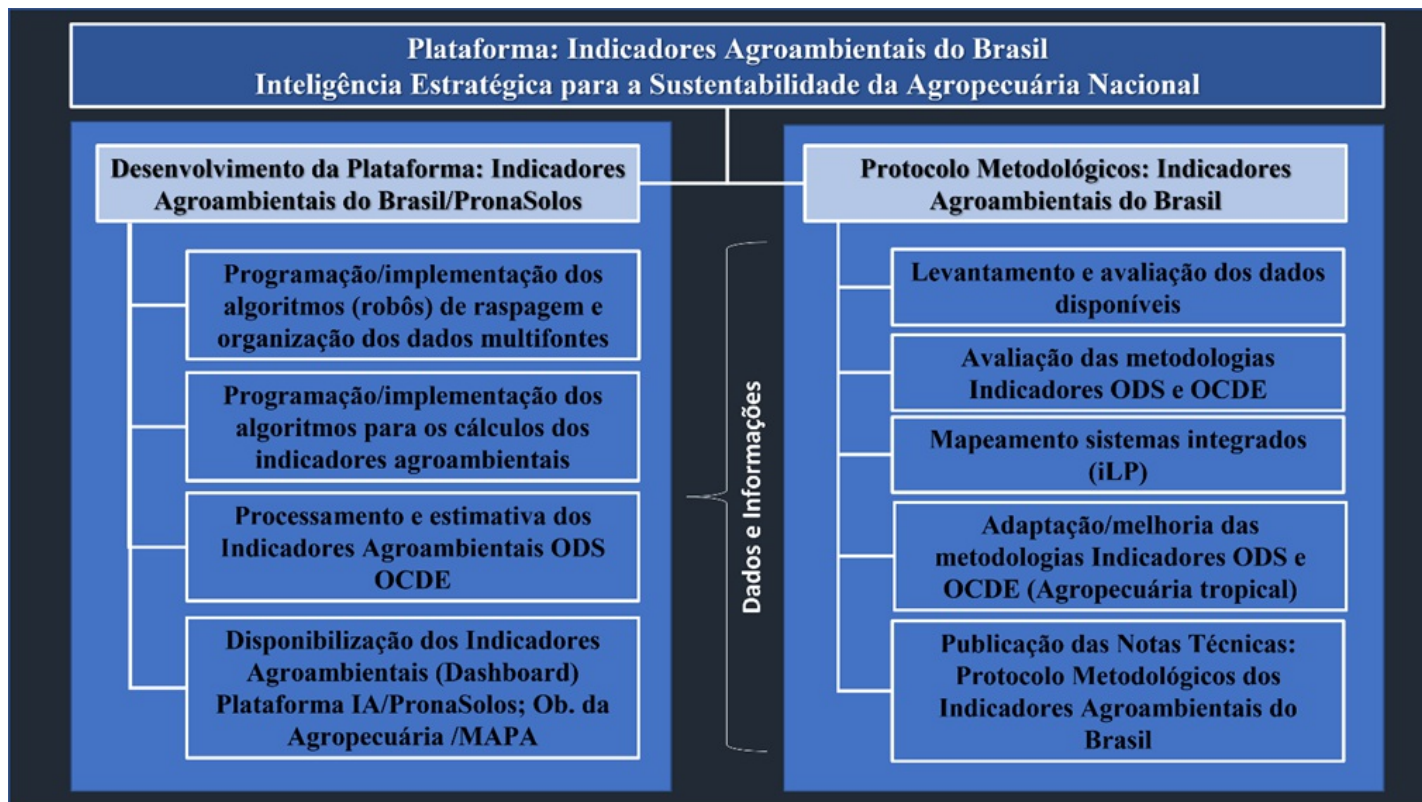 Plataforma: Indicadores Agroambientais do Brasil
Inteligência Estratégica para a Sustentabilidade da Agropecuária Nacional
Desenvolvimento da Plataforma: Indicadores
Agroambientais do Brasil/PronaSolos
Programação/implementação dos
algoritmos (robôs) de raspagem e
organização dos dados multifontes
Programação/implementação dos
algoritmos para os cálculos dos
indicadores agroambientais
Processamento e estimativa dos
Indicadores Agroambientais ODS
OCDE
Disponibilização dos Indicadores
Agroambientais (Dashboard)
Plataforma IA/PronaSolos; Ob. da
Agropecuária /MAPA
Dados e Informações
Protocolo Metodológicos: Indicadores
Agroambientais do Brasil
Levantamento e avaliação dos dados
disponíveis
Avaliação das metodologias
Indicadores ODS e OCDE
Mapeamento sistemas integrados
(iLP)
Adaptação/melhoria das
metodologias Indicadores ODS e
OCDE (Agropecuária tropical)
Publicação das Notas Técnicas:
Protocolo Metodológicos dos
Indicadores Agroambientais do
Brasil